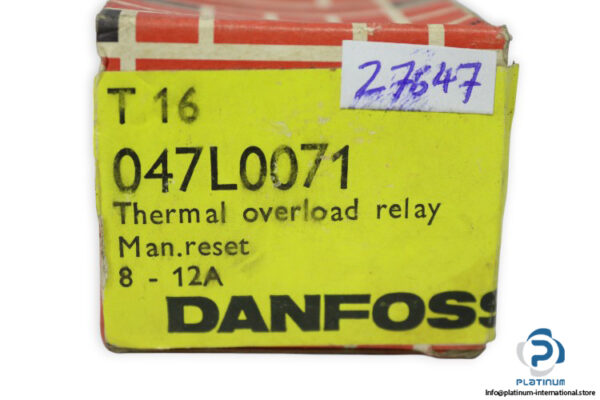 27647
T 16
047L0071
Thermal overload relay
Man.reset
8 - 12A
DANFOSS
PLATINUM
Info@platinum-international.store